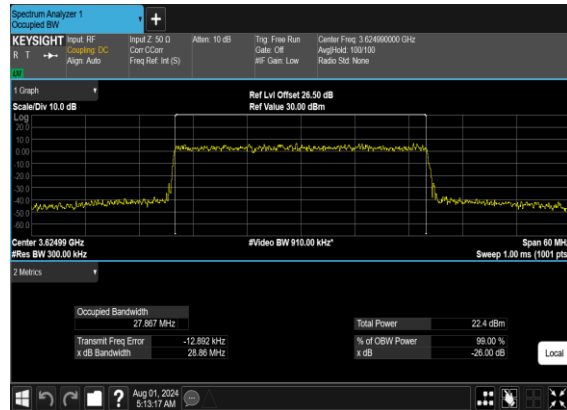 Spectrum Analyzer 1
Occupied BW
KEYSIGHT Input: RF Input Z: 50 Ω Atten: 10 dB Trig: Free Run Center Freq: 3.624990000 GHz
R T Coupling: DC Corr CCorr Gate: Off Avg|Hold: 100/100
Align: Auto Freq Ref: Int (S) #IF Gain: Low Radio Std: None
1 Graph
Scale/Div 10.0 dB Ref Lvl Offset 26.50 dB
Ref Value 30.00 dBm
Log
20.0
10.0
0.00
-10.0
-20.0
-30.0
-40.0
-50.0
-60.0
Center 3.62499 GHz #Video BW 910.00 kHz* Span 60 MHz
#Res BW 300.00 kHz Sweep 1.00 ms (1001 pts)
2 Metrics
Occupied Bandwidth
27.867 MHz Total Power 22.4 dBm
Transmit Freq Error -12.892 kHz % of OBW Power 99.00 %
x dB Bandwidth 28.86 MHz x dB -26.00 dB
Local
Aug 01, 2024
5:13:17 AM